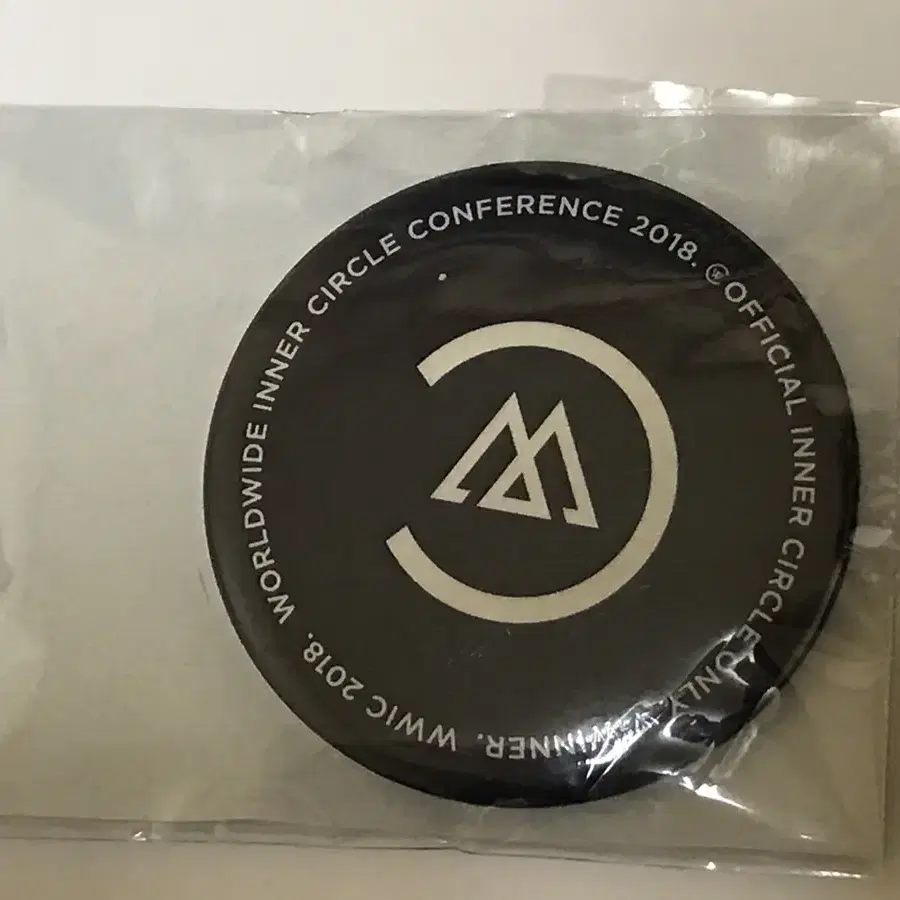 WORLDWIDE INNER CIRCLE CONFERENCE 2018. ®OFFICIAL INNER CIRCLE ONLY WINNER. WWIC 2018.